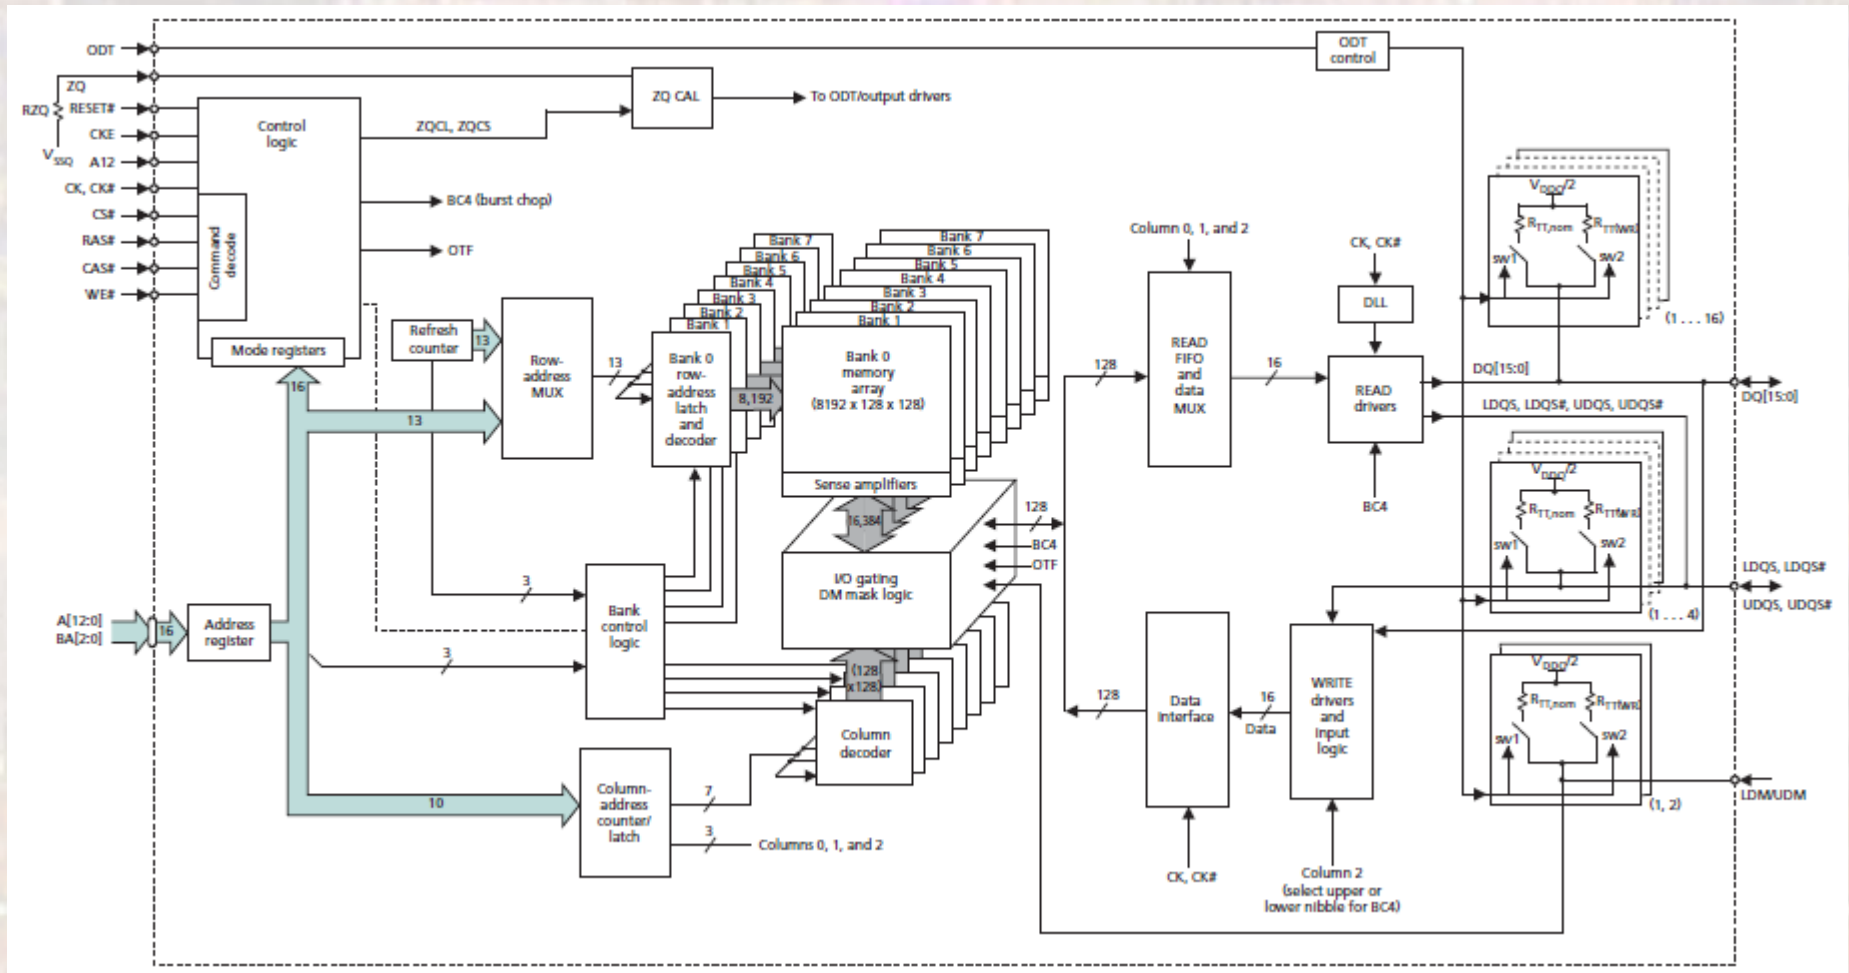 ODT
ODT
control
ZQ
RZQ
V_SSQ
RESET#
CKE
A12
CK, CK#
CS#
RAS#
CAS#
WE#
Control
logic
Command
decode
Mode registers
ZQCL, ZQCS
ZQ CAL
To ODT/output drivers
BC4 (burst chop)
OTF
Refresh
counter
13
Row-
address
MUX
13
16
13
Bank 7
Bank 6
Bank 5
Bank 4
Bank 3
Bank 2
Bank 1
Bank 0
row-
address
latch
and
decoder
8,192
Bank 7
Bank 6
Bank 5
Bank 4
Bank 3
Bank 2
Bank 1
Bank 0
memory
array
(8192 x 128 x 128)
Sense amplifiers
16,384
I/O gating
DM mask logic
128
BC4
OTF
(128
x128)
Column
decoder
A[12:0]
BA[2:0]
16
Address
register
3
3
Bank
control
logic
10
Column-
address
counter/
latch
7
3
Columns 0, 1, and 2
Column 0, 1, and 2
128
READ
FIFO
and
data
MUX
16
CK, CK#
DLL
READ
drivers
BC4
DQ[15:0]
LDQS, LDQS#, UDQS, UDQS#
DQ[15:0]
128
Data
interface
CK, CK#
16
Data
WRITE
drivers
and
input
logic
Column 2
(select upper or
lower nibble for BC4)
V_DDQ/2
R_TT,nom
R_TT(WR)
sw1
sw2
(1 . . . 16)
V_DDQ/2
R_TT,nom
R_TT(WR)
sw1
sw2
(1 . . . 4)
LDQS, LDQS#
UDQS, UDQS#
V_DDQ/2
R_TT,nom
R_TT(WR)
sw1
sw2
(1, 2)
LDM/UDM